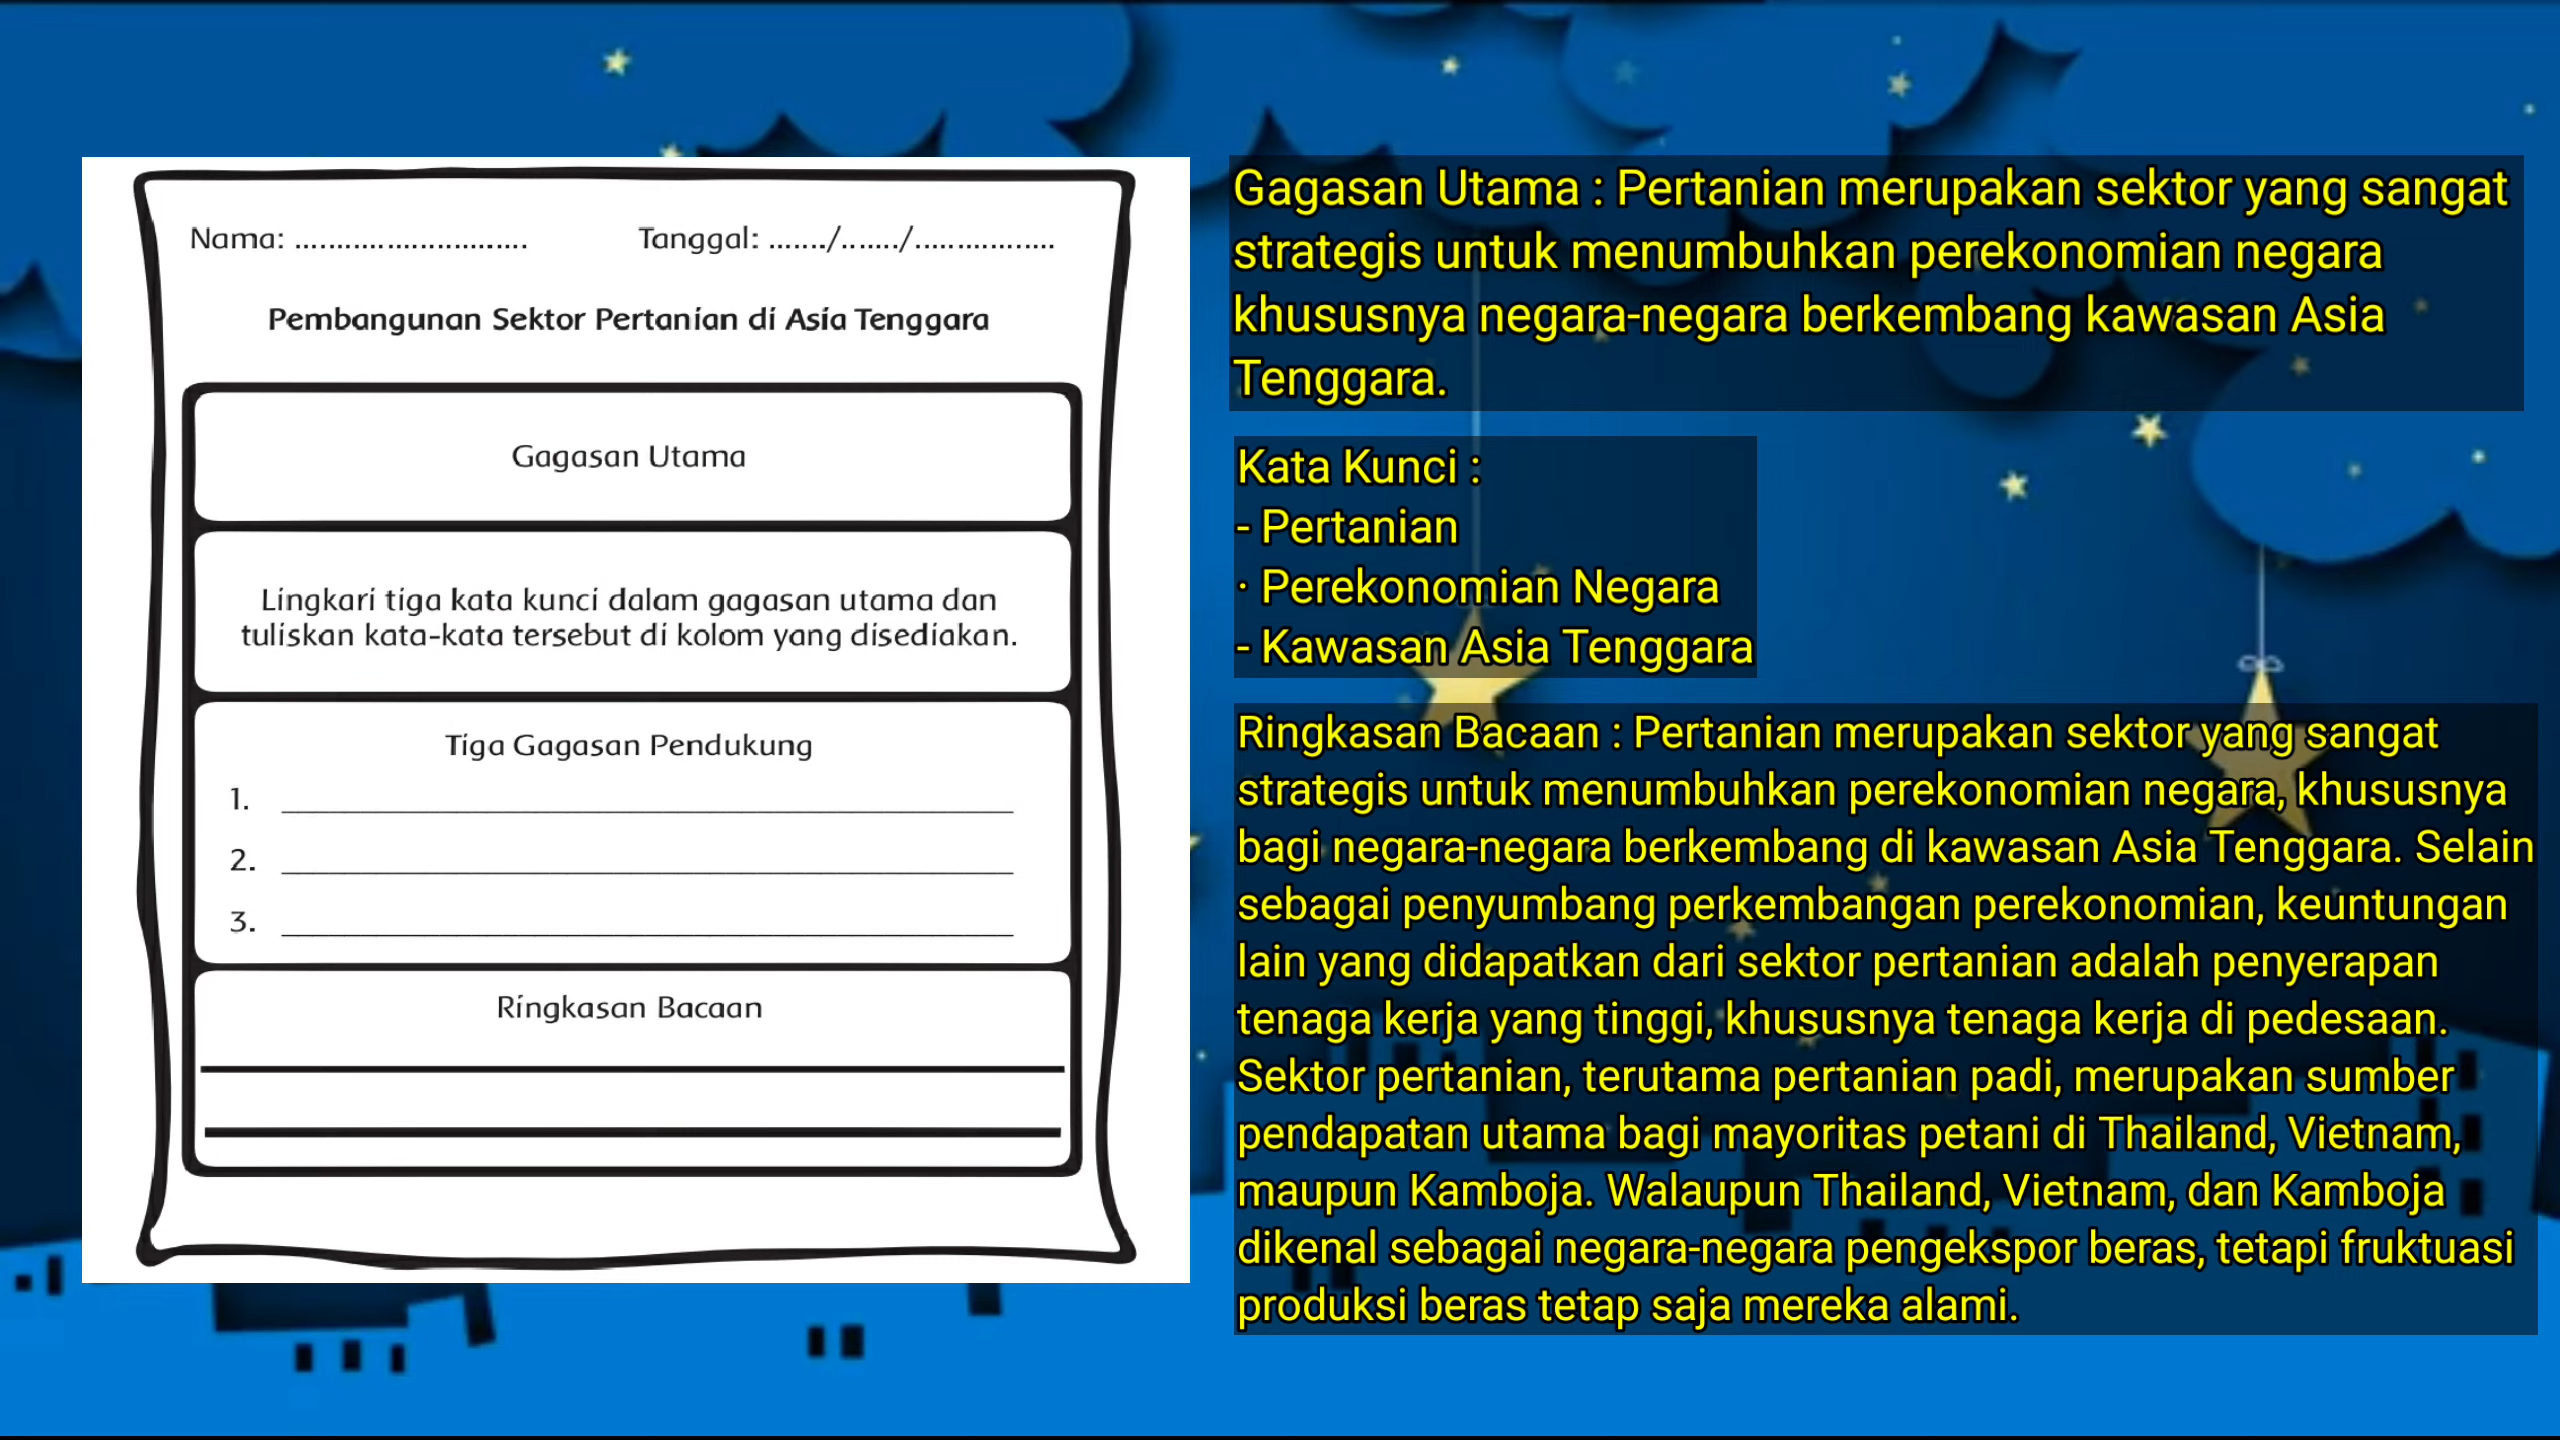 Nama: ............................ Tanggal: ......./......./.................
Pembangunan Sektor Pertanian di Asia Tenggara
Gagasan Utama
Lingkari tiga kata kunci dalam gagasan utama dan
tuliskan kata-kata tersebut di kolom yang disediakan.
Tiga Gagasan Pendukung
1. ______________________________
2. ______________________________
3. ______________________________
Ringkasan Bacaan
Gagasan Utama : Pertanian merupakan sektor yang sangat
strategis untuk menumbuhkan perekonomian negara
khususnya negara-negara berkembang kawasan Asia
Tenggara.
Kata Kunci :
- Pertanian
· Perekonomian Negara
- Kawasan Asia Tenggara
Ringkasan Bacaan : Pertanian merupakan sektor yang sangat
strategis untuk menumbuhkan perekonomian negara, khususnya
bagi negara-negara berkembang di kawasan Asia Tenggara. Selain
sebagai penyumbang perkembangan perekonomian, keuntungan
lain yang didapatkan dari sektor pertanian adalah penyerapan
tenaga kerja yang tinggi, khususnya tenaga kerja di pedesaan.
Sektor pertanian, terutama pertanian padi, merupakan sumber
pendapatan utama bagi mayoritas petani di Thailand, Vietnam,
maupun Kamboja. Walaupun Thailand, Vietnam, dan Kamboja
dikenal sebagai negara-negara pengekspor beras, tetapi fruktuasi
produksi beras tetap saja mereka alami.